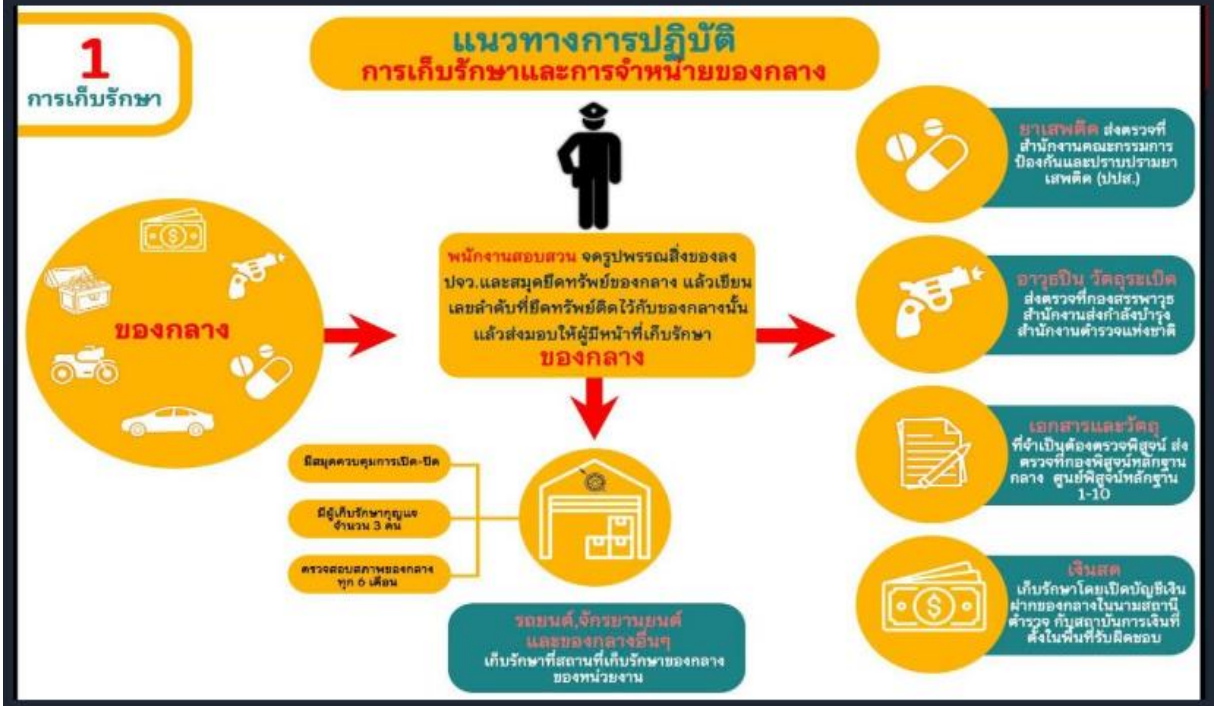 1
การเก็บรักษา
แนวทางการปฏิบัติ
การเก็บรักษาและการจำหน่ายของกลาง
ของกลาง
พนักงานสอบสวน จดรูปพรรณสิ่งของลง
ปจว.และสมุดยึดทรัพย์ของกลาง แล้วเขียน
เลขลำดับที่ยึดทรัพย์ติดไว้กับของกลางนั้น
แล้วส่งมอบให้ผู้มีหน้าที่เก็บรักษา
ของกลาง
มีสมุดควบคุมการเปิด-ปิด
มีผู้เก็บรักษากุญแจ
จำนวน 3 คน
ตรวจสอบสภาพของกลาง
ทุก 6 เดือน
รถยนต์,จักรยานยนต์
และของกลางอื่นๆ
เก็บรักษาที่สถานที่เก็บรักษาของกลาง
ของหน่วยงาน
ยาเสพติด ส่งตรวจที่
สำนักงานคณะกรรมการ
ป้องกันและปราบปรามยา
เสพติด (ปปส.)
อาวุธปืน วัตถุระเบิด
ส่งตรวจที่กองสรรพาวุธ
สำนักงานส่งกำลังบำรุง
สำนักงานตำรวจแห่งชาติ
เอกสารและวัตถุ
ที่จำเป็นต้องตรวจพิสูจน์ ส่ง
ตรวจที่กองพิสูจน์หลักฐาน
กลาง ศูนย์พิสูจน์หลักฐาน
1-10
เงินสด
เก็บรักษาโดยเปิดบัญชีเงิน
ฝากของกลางในนามสถานี
ตำรวจ กับสถาบันการเงินที่
ตั้งในพื้นที่รับผิดชอบ